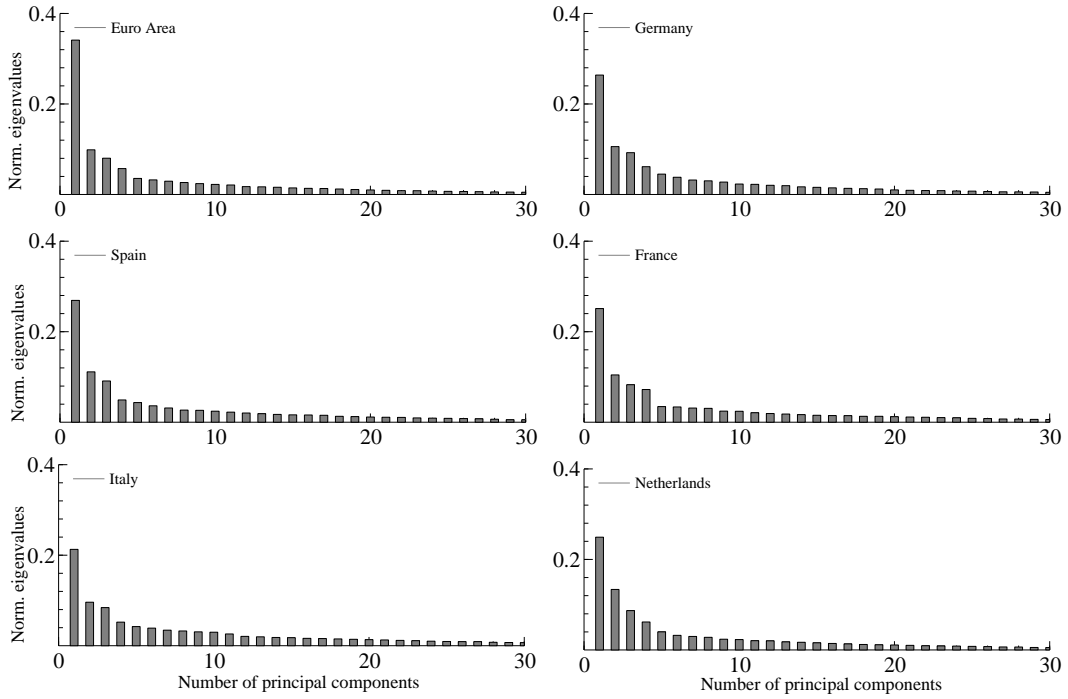 0.4
Euro Area
0.2
Norm. eigenvalues
0 10 20 30
0.4
Germany
0.2
0 10 20 30
0.4
Spain
0.2
Norm. eigenvalues
0 10 20 30
0.4
France
0.2
0 10 20 30
0.4
Italy
0.2
Norm. eigenvalues
0 10 20 30
Number of principal components
0.4
Netherlands
0.2
0 10 20 30
Number of principal components